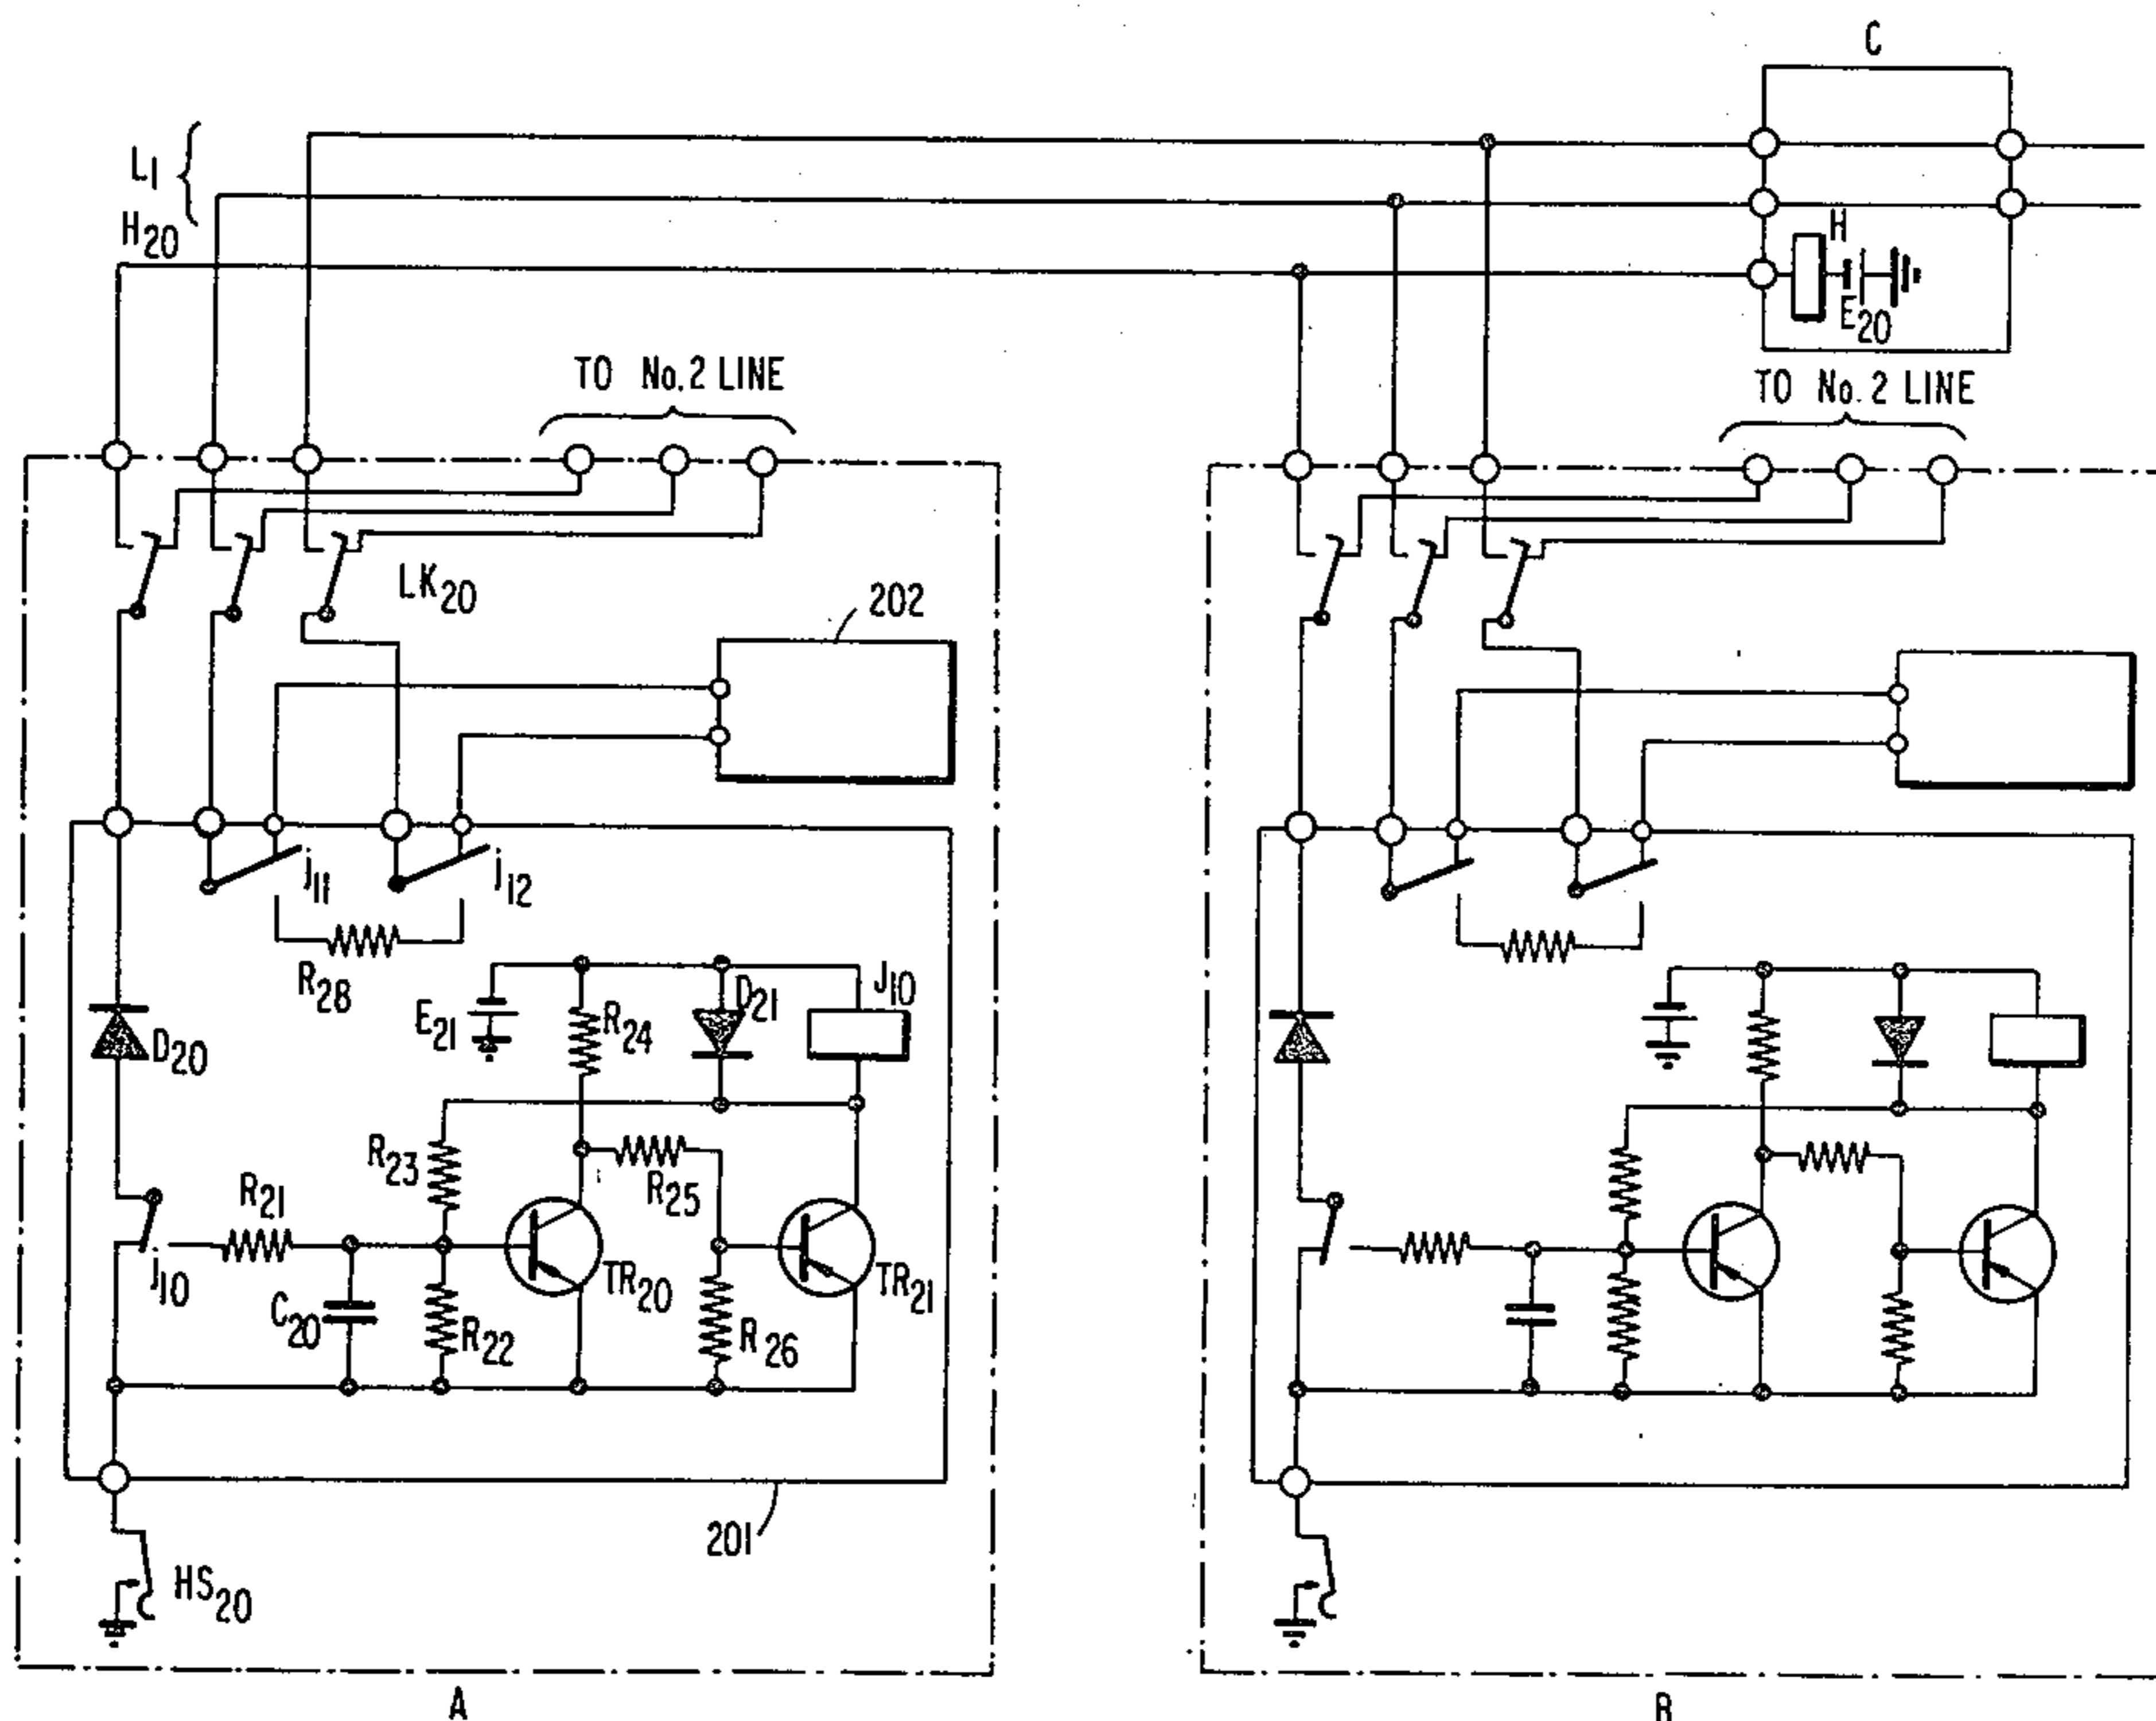 C
L1
H20
H
E20
TO No. 2 LINE
TO No. 2 LINE
LK20
202
j11
j12
R28
E21
R24
D21
J10
D20
R23
R21
R25
j10
C20
R22
TR20
R26
TR21
201
HS20
A
B